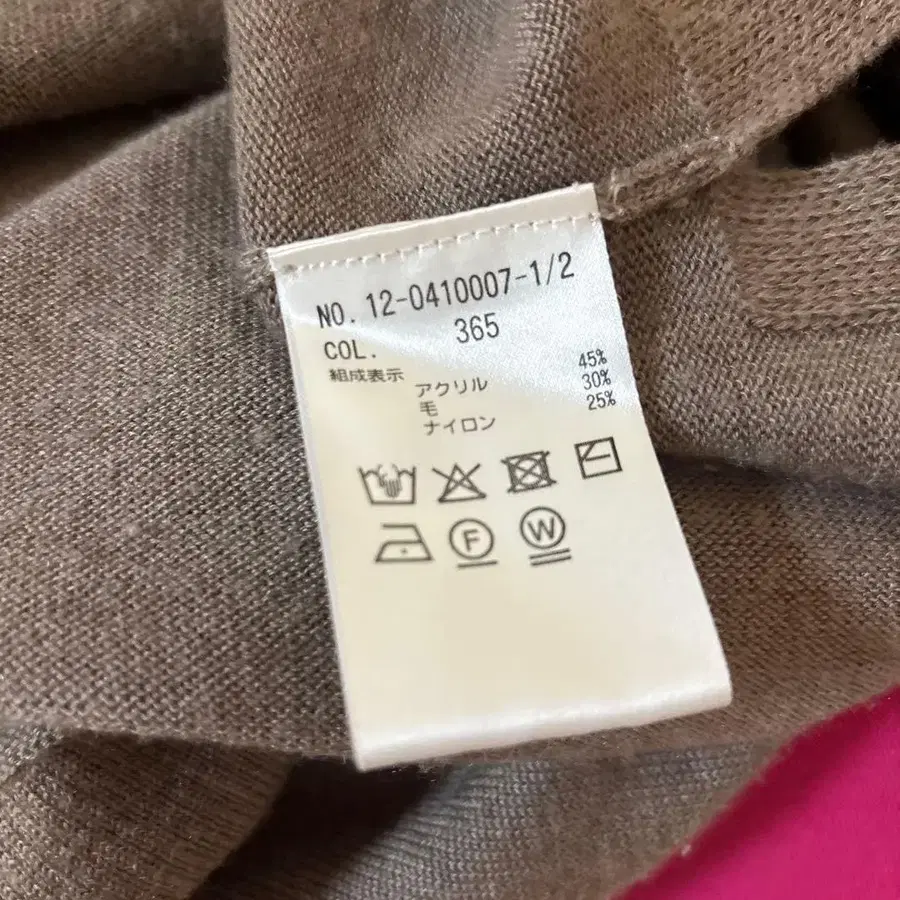 NO. 12-0410007-1/2
COL. 365
組成表示
アクリル 45%
毛 30%
ナイロン 25%
F W